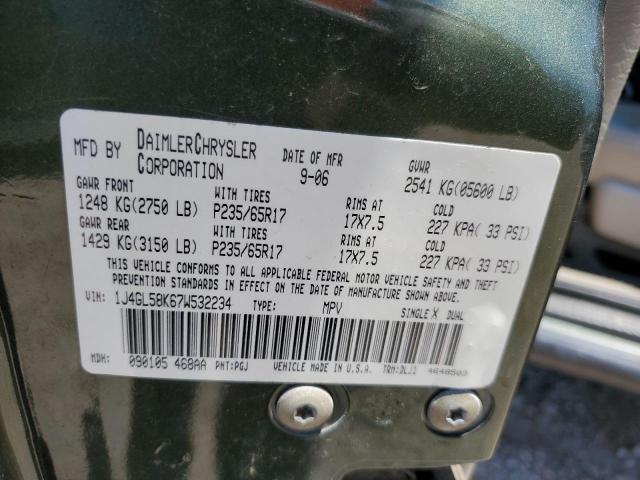 MFD BY DAIMLERCHRYSLER CORPORATION
DATE OF MFR 9-06
GVWR 2541 KG(05600 LB)
GAWR FRONT WITH TIRES RIMS AT COLD
1248 KG(2750 LB) P235/65R17 17X7.5 227 KPA( 33 PSI)
GAWR REAR WITH TIRES RIMS AT COLD
1429 KG(3150 LB) P235/65R17 17X7.5 227 KPA( 33 PSI)
THIS VEHICLE CONFORMS TO ALL APPLICABLE FEDERAL MOTOR VEHICLE SAFETY AND THEFT
PREVENTION STANDARDS IN EFFECT ON THE DATE OF MANUFACTURE SHOWN ABOVE.
VIN: 1J4GL58K67W532234 TYPE: MPV SINGLE X DUAL
MDH: 090105 468AA PNT:PGJ VEHICLE MADE IN U.S.A. TRM:DLJ1